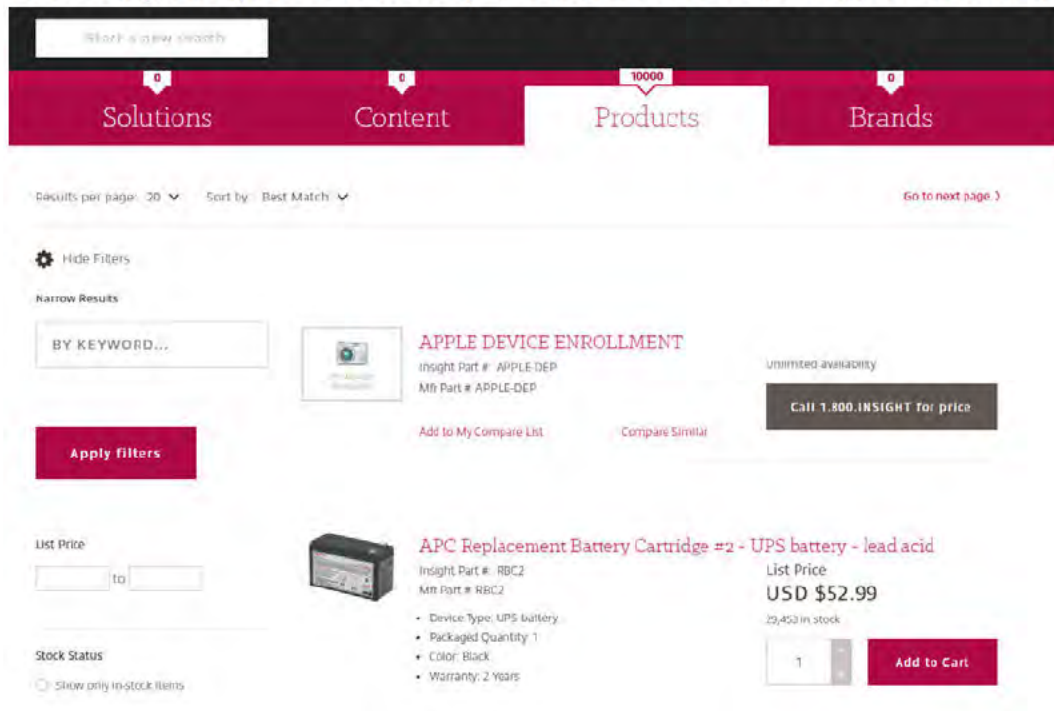 Start a new search
0
0
10000
0
Solutions
Content
Products
Brands
Results per page: 20
Sort by: Best Match
Go to next page
Hide Filters
Narrow Results
BY KEYWORD...
Apply filters
List Price
to
Stock Status
Show only in-stock items
APPLE DEVICE ENROLLMENT
Insight Part #: APPLE-DEP
Mfr Part # APPLE-DEP
Add to My Compare List
Compare Similar
Unlimited availability
Call 1.800.INSIGHT for price
APC Replacement Battery Cartridge #2 - UPS battery - lead acid
Insight Part #: RBC2
Mfr Part # RBC2
• Device Type: UPS battery
• Packaged Quantity: 1
• Color: Black
• Warranty: 2 Years
List Price
USD $52.99
29,453 in stock
1
Add to Cart